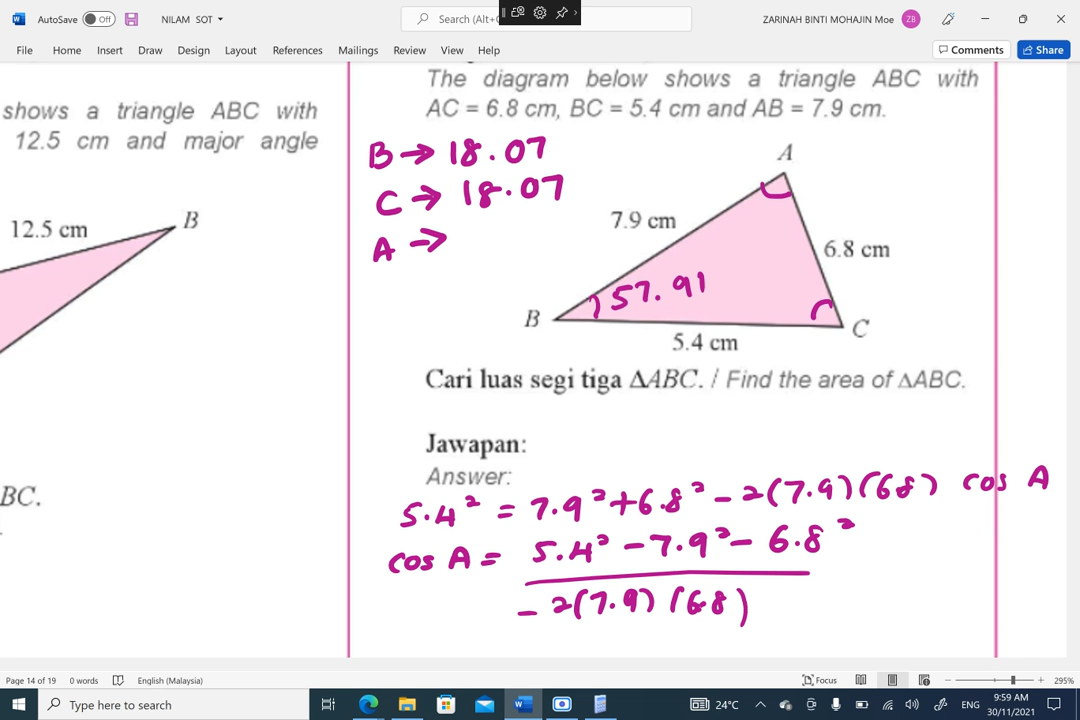 AutoSave Off NILAM SOT Search (Alt+ ZARINAH BINTI MOHAJIN Moe ZB
File Home Insert Draw Design Layout References Mailings Review View Help Comments Share
shows a triangle ABC with
12.5 cm and major angle
12.5 cm
B
BC.
The diagram below shows a triangle ABC with
AC = 6.8 cm, BC = 5.4 cm and AB = 7.9 cm.
B → 18.07
C → 18.07
A →
A
7.9 cm
6.8 cm
57.91
B
C
5.4 cm
Cari luas segi tiga ΔABC. / Find the area of ΔABC.
Jawapan:
Answer:
5.4² = 7.9² + 6.8² - 2(7.9)(6.8) cos A
cos A = 5.4² - 7.9² - 6.8²
- 2(7.9)(6.8)
Page 14 of 19 0 words English (Malaysia) Focus 295%
Type here to search 24°C ENG 9:59 AM
30/11/2021